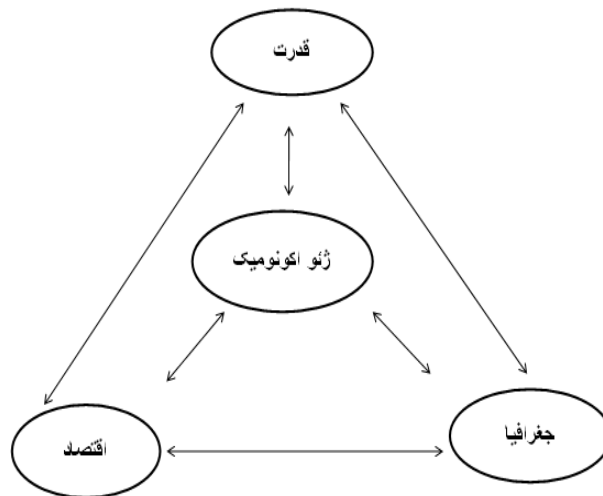 قدرت
ژئو اکونومیک
جغرافیا
اقتصاد